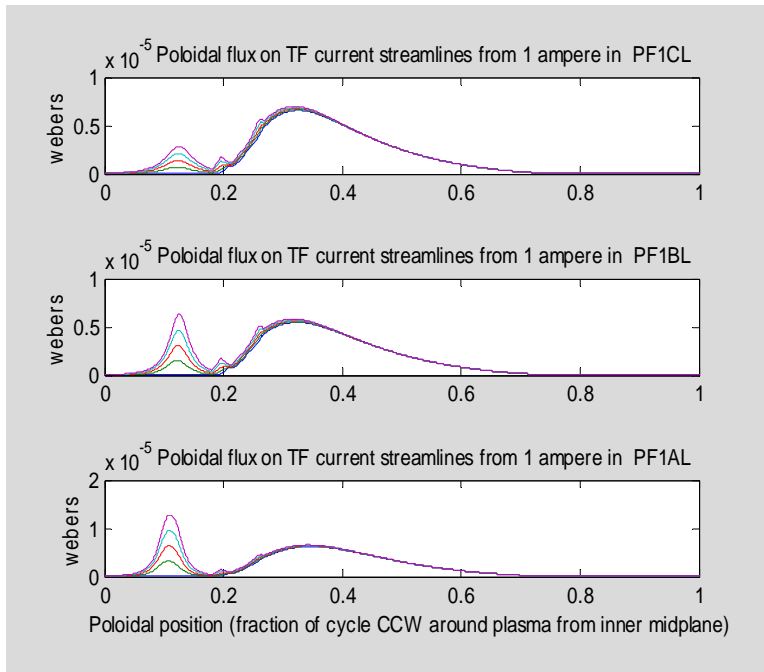 x 10^-5 Poloidal flux on TF current streamlines from 1 ampere in PF1CL
1
0.5
0
webers
0 0.2 0.4 0.6 0.8 1
x 10^-5 Poloidal flux on TF current streamlines from 1 ampere in PF1BL
1
0.5
0
webers
0 0.2 0.4 0.6 0.8 1
x 10^-5 Poloidal flux on TF current streamlines from 1 ampere in PF1AL
2
1
0
webers
0 0.2 0.4 0.6 0.8 1
Poloidal position (fraction of cycle CCW around plasma from inner midplane)